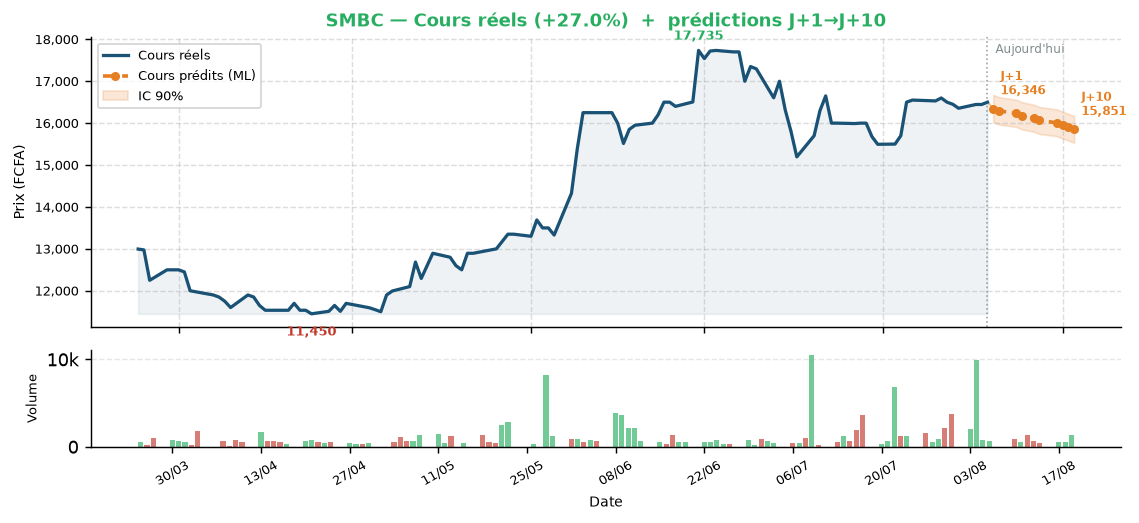 SMBC — Cours réels (+27.0%)  +  prédictions J+1→J+10
17,735
18,000
17,000
16,000
15,000
14,000
13,000
12,000
Prix (FCFA)
Cours réels
Cours prédits (ML)
IC 90%
Aujourd'hui
J+1
16,346
J+10
15,851
11,450
10k
0
Volume
30/03
13/04
27/04
11/05
25/05
08/06
22/06
06/07
20/07
03/08
17/08
Date